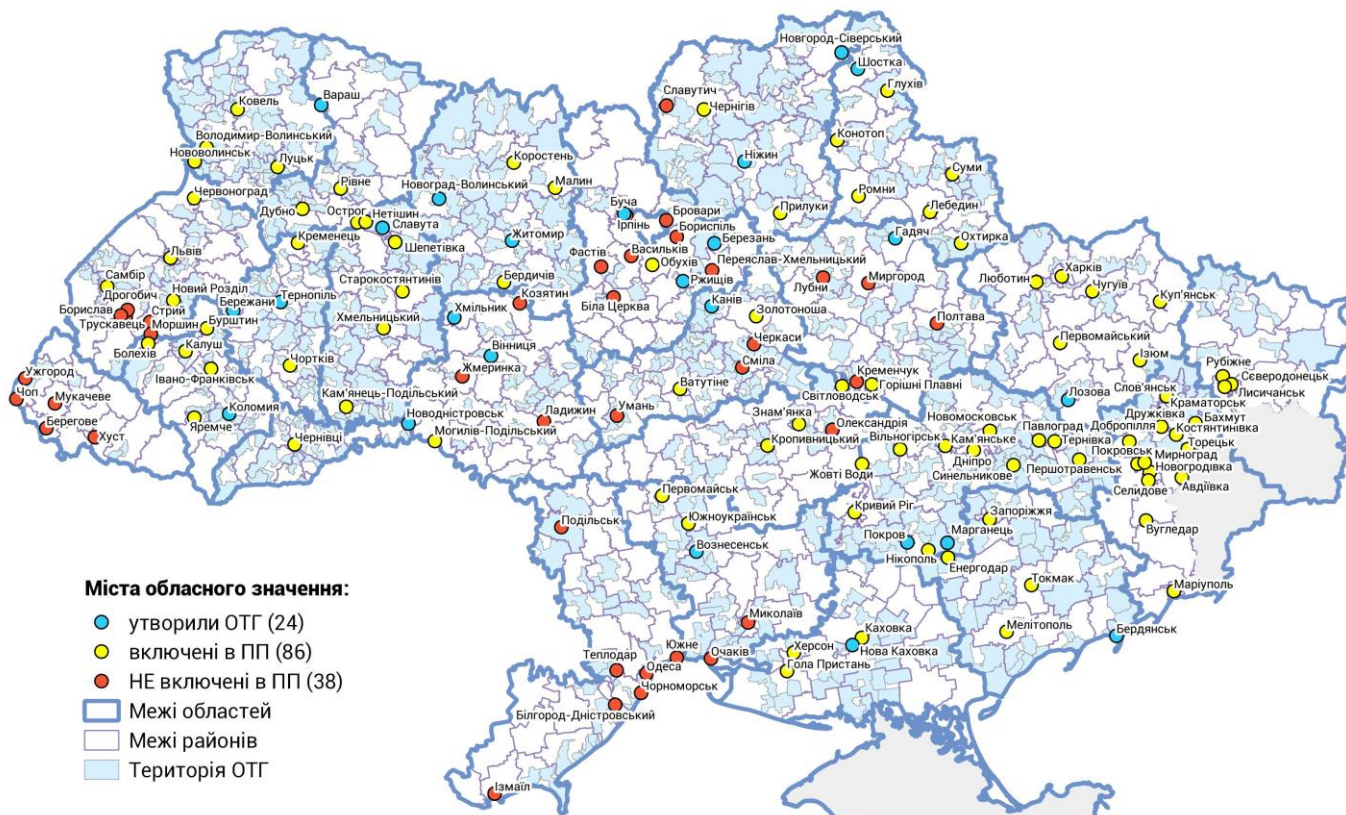 Новгород-Сіверський
Шостка
Глухів
Славутич
Чернігів
Ковель
Вараш
Конотоп
Володимир-Волинський
Нововолинськ
Луцьк
Коростень
Ніжин
Суми
Рівне
Новоград-Волинський
Малин
Ромни
Червоноград
Дубно
Острог
Нетішин
Славута
Буча
Ірпінь
Бровари
Прилуки
Лебедин
Бориспіль
Кременець
Шепетівка
Житомир
Березань
Гадяч
Охтирка
Львів
Фастів
Васильків
Обухів
Переяслав-Хмельницький
Люботин
Харків
Самбір
Старокостянтинів
Бердичів
Ржищів
Лубни
Миргород
Чугуїв
Новий Розділ
Дрогобич
Бережани
Тернопіль
Козятин
Біла Церква
Канів
Куп'янськ
Борислав
Стрий
Хмільник
Золотоноша
Трускавець
Моршин
Бурштин
Хмельницький
Полтава
Болехів
Калуш
Вінниця
Черкаси
Первомайський
Ізюм
Ужгород
Івано-Франківськ
Чортків
Жмеринка
Сміла
Рубіжне
Сєверодонецьк
Чоп
Мукачеве
Кременчук
Горішні Плавні
Лисичанськ
Кам'янець-Подільський
Ватутіне
Світловодськ
Лозова
Слов'янськ
Краматорськ
Берегове
Коломия
Новодністровськ
Ладижин
Умань
Знам'янка
Новомосковськ
Дружківка
Бахмут
Хуст
Яремче
Олександрія
Павлоград
Добропілля
Костянтинівка
Чернівці
Могилів-Подільський
Кропивницький
Вільногірськ
Кам'янське
Тернівка
Торецьк
Дніпро
Покровськ
Мирноград
Жовті Води
Синельникове
Першотравенськ
Новогродівка
Селидове
Авдіївка
Первомайськ
Кривий Ріг
Запоріжжя
Вугледар
Подільськ
Южноукраїнськ
Покров
Марганець
Вознесенськ
Нікополь
Енергодар
Токмак
Маріуполь
Миколаїв
Каховка
Мелітополь
Бердянськ
Южне
Очаків
Херсон
Нова Каховка
Теплодар
Одеса
Гола Пристань
Чорноморськ
Білгород-Дністровський
Ізмаїл
Міста обласного значення:
утворили ОТГ (24)
включені в ПП (86)
НЕ включені в ПП (38)
Межі областей
Межі районів
Територія ОТГ